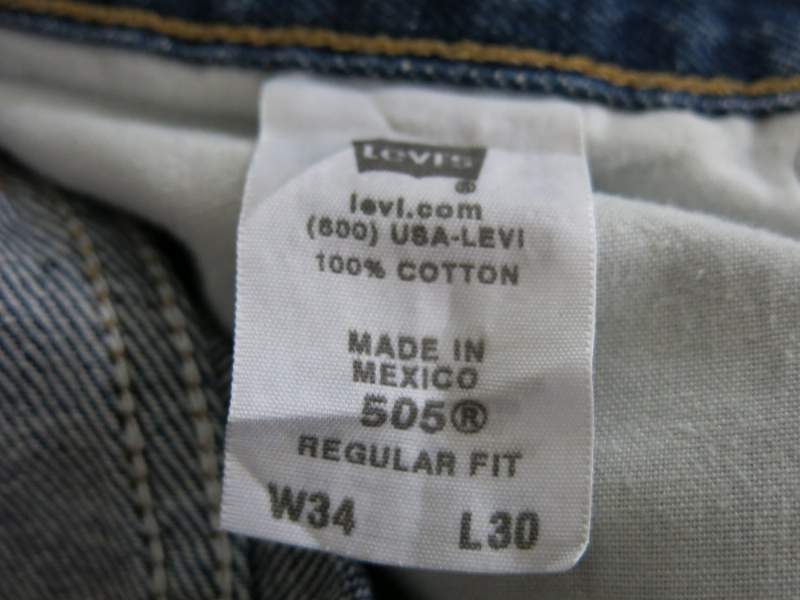 Levi's
®
levi.com
(800) USA-LEVI
100% COTTON
MADE IN
MEXICO
505®
REGULAR FIT
W34 L30